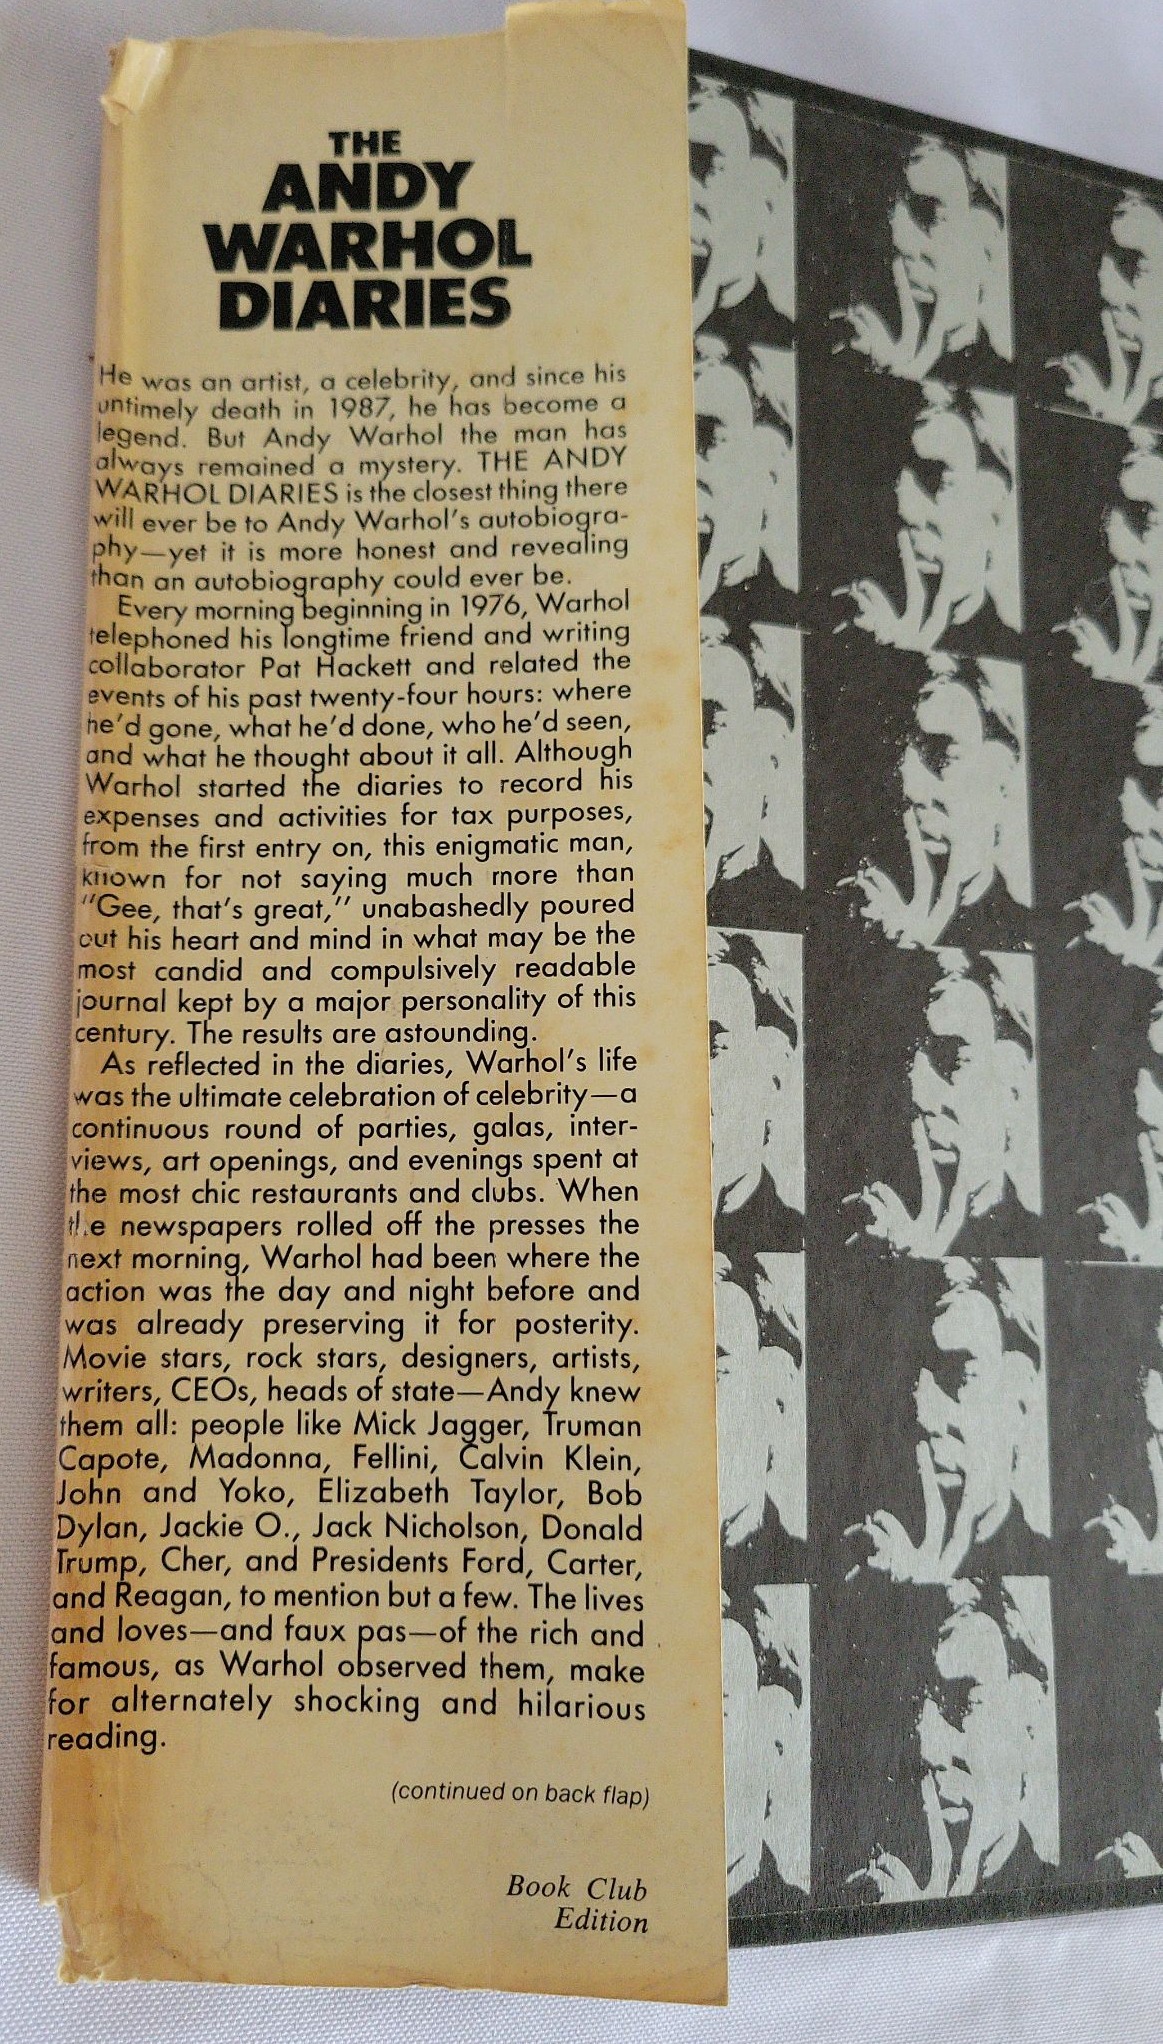 THE
ANDY
WARHOL
DIARIES
He was an artist, a celebrity, and since his
untimely death in 1987, he has become a
legend. But Andy Warhol the man has
always remained a mystery. THE ANDY
WARHOL DIARIES is the closest thing there
will ever be to Andy Warhol's autobiogra-
phy—yet it is more honest and revealing
than an autobiography could ever be.
Every morning beginning in 1976, Warhol
telephoned his longtime friend and writing
collaborator Pat Hackett and related the
events of his past twenty-four hours: where
he'd gone, what he'd done, who he'd seen,
and what he thought about it all. Although
Warhol started the diaries to record his
expenses and activities for tax purposes,
from the first entry on, this enigmatic man,
known for not saying much more than
"Gee, that's great," unabashedly poured
out his heart and mind in what may be the
most candid and compulsively readable
journal kept by a major personality of this
century. The results are astounding.
As reflected in the diaries, Warhol's life
was the ultimate celebration of celebrity—a
continuous round of parties, galas, inter-
views, art openings, and evenings spent at
the most chic restaurants and clubs. When
the newspapers rolled off the presses the
next morning, Warhol had been where the
action was the day and night before and
was already preserving it for posterity.
Movie stars, rock stars, designers, artists,
writers, CEOs, heads of state—Andy knew
them all: people like Mick Jagger, Truman
Capote, Madonna, Fellini, Calvin Klein,
John and Yoko, Elizabeth Taylor, Bob
Dylan, Jackie O., Jack Nicholson, Donald
Trump, Cher, and Presidents Ford, Carter,
and Reagan, to mention but a few. The lives
and loves—and faux pas—of the rich and
famous, as Warhol observed them, make
for alternately shocking and hilarious
reading.
(continued on back flap)
Book Club
Edition